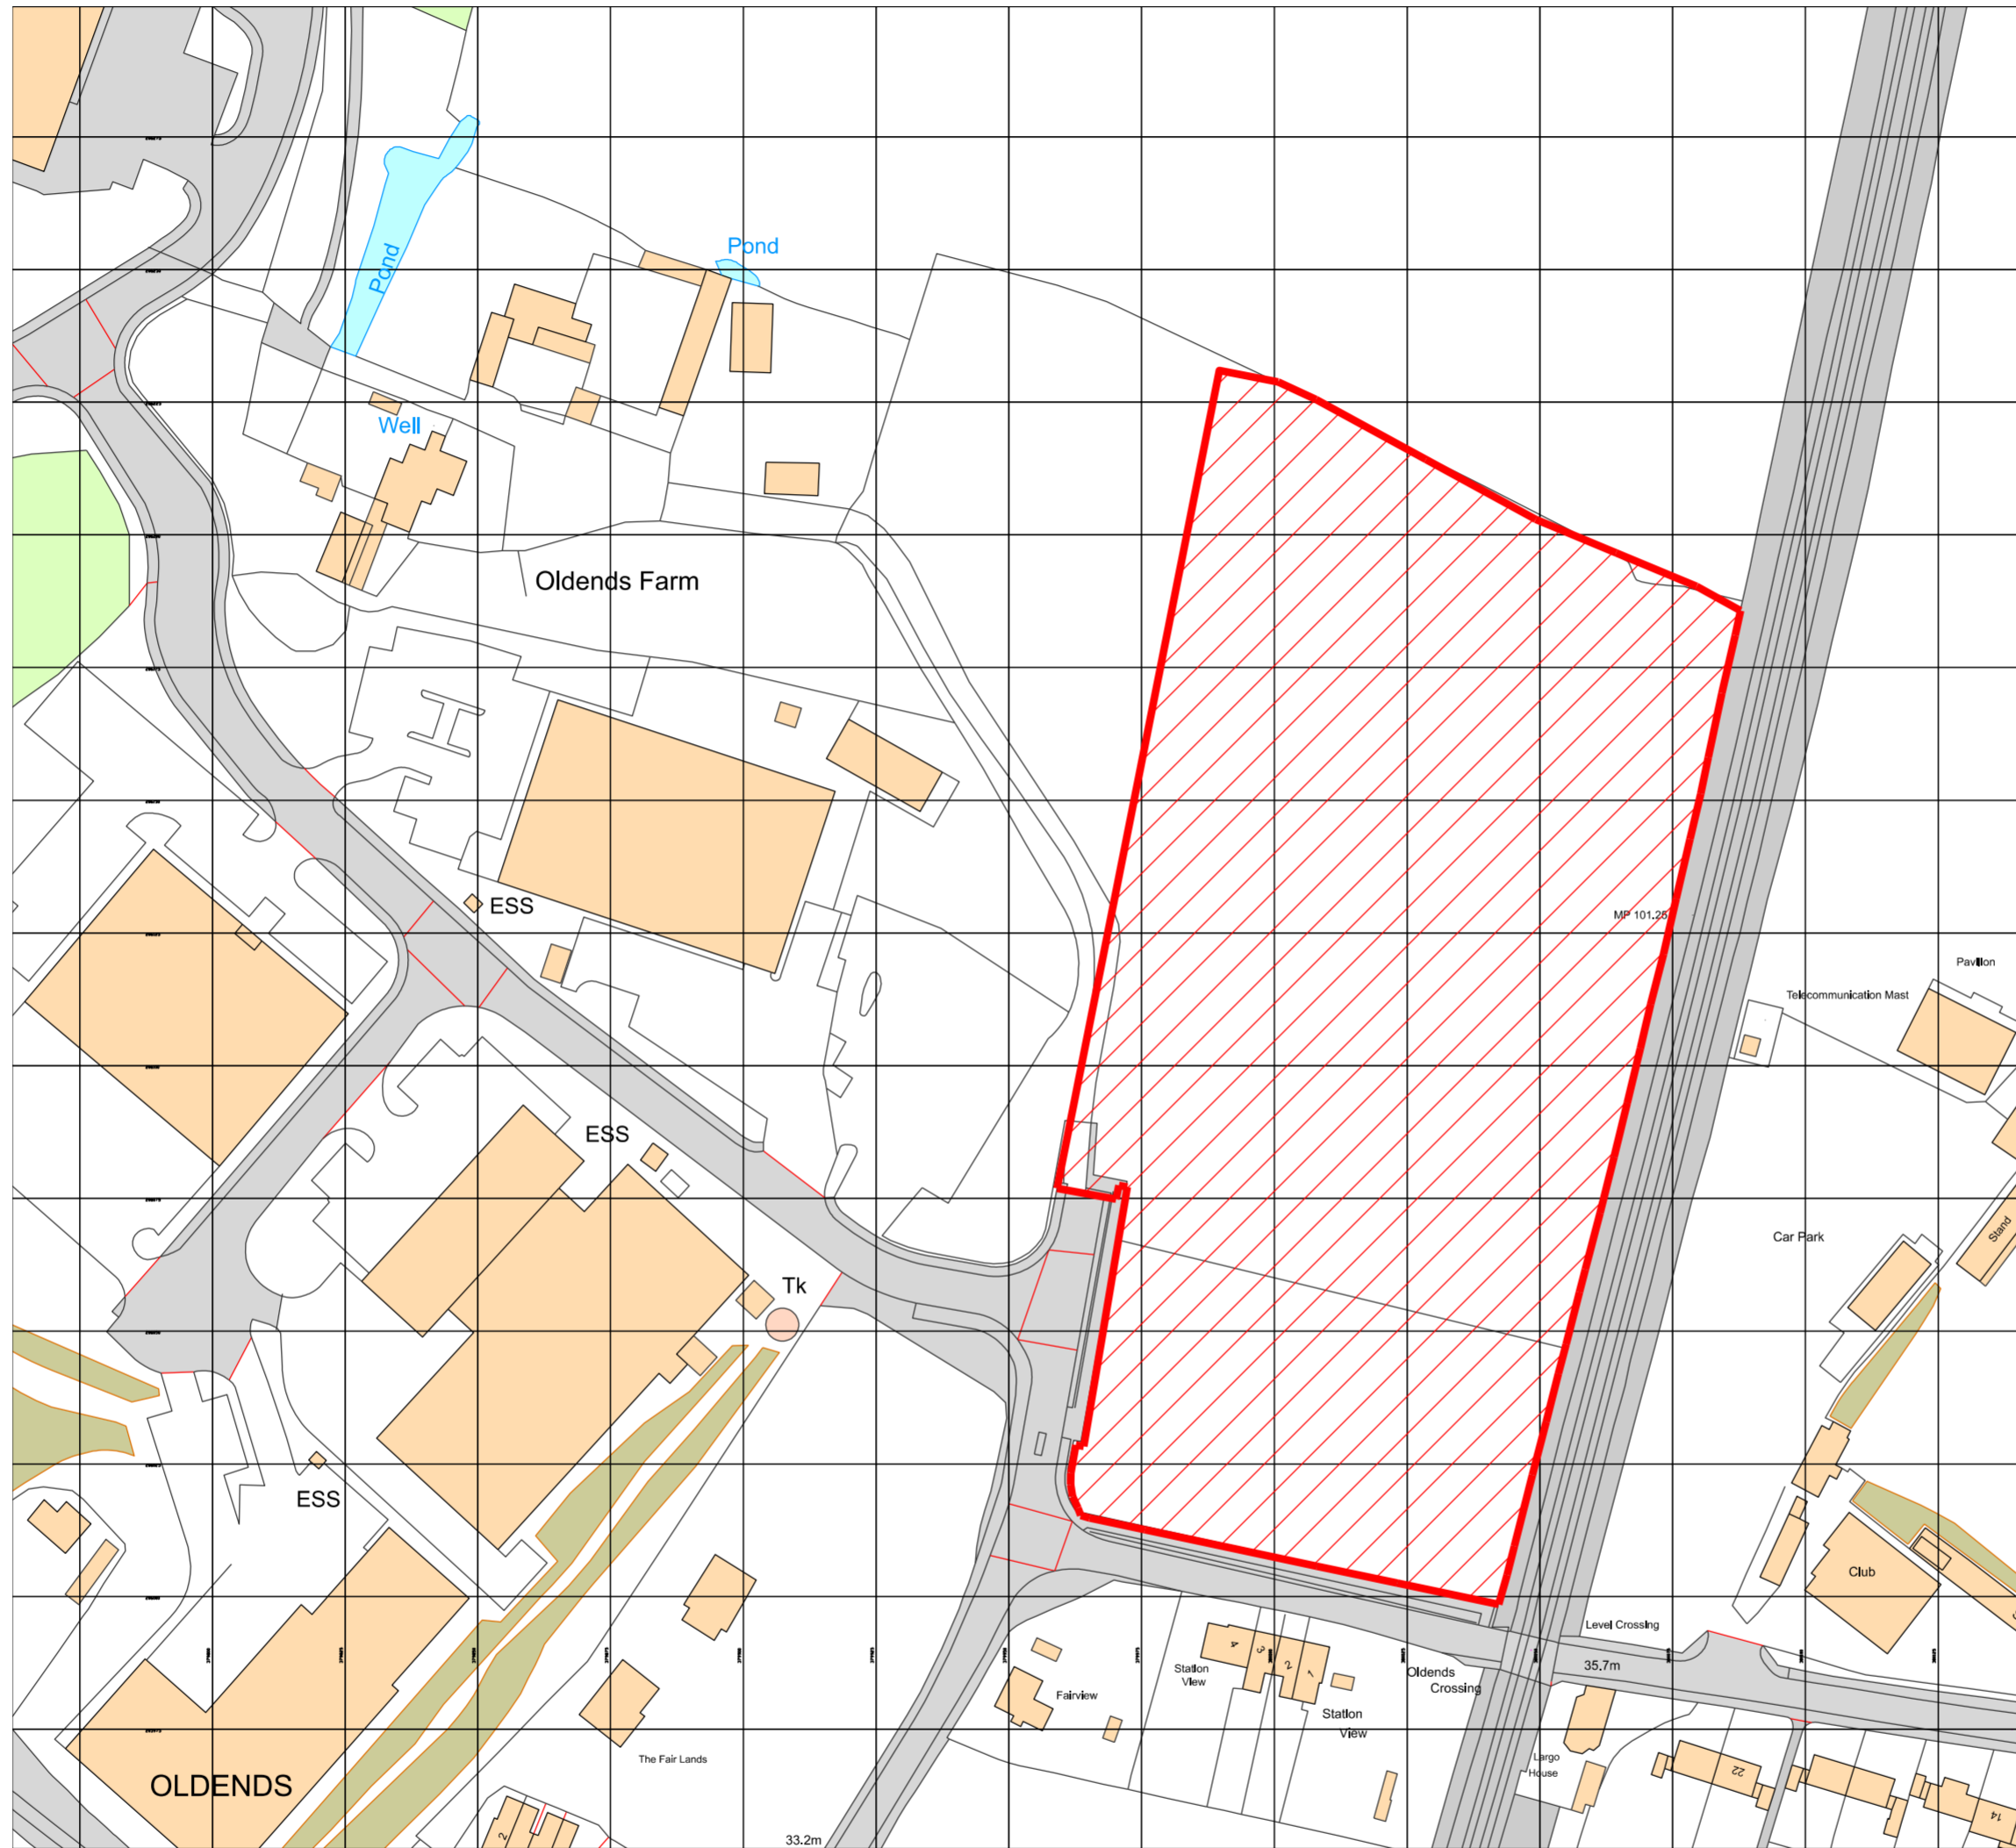 Pond
Pond
Well
Oldends Farm
ESS
MP 101.25
Pavilion
Telecommunication Mast
ESS
Car Park
Stand
Tk
ESS
Club
Level Crossing
35.7m
4
3
2
1
Station
View
Oldends
Crossing
Fairview
Station
View
The Fair Lands
Largo
House
22
14
OLDENDS
2
33.2m